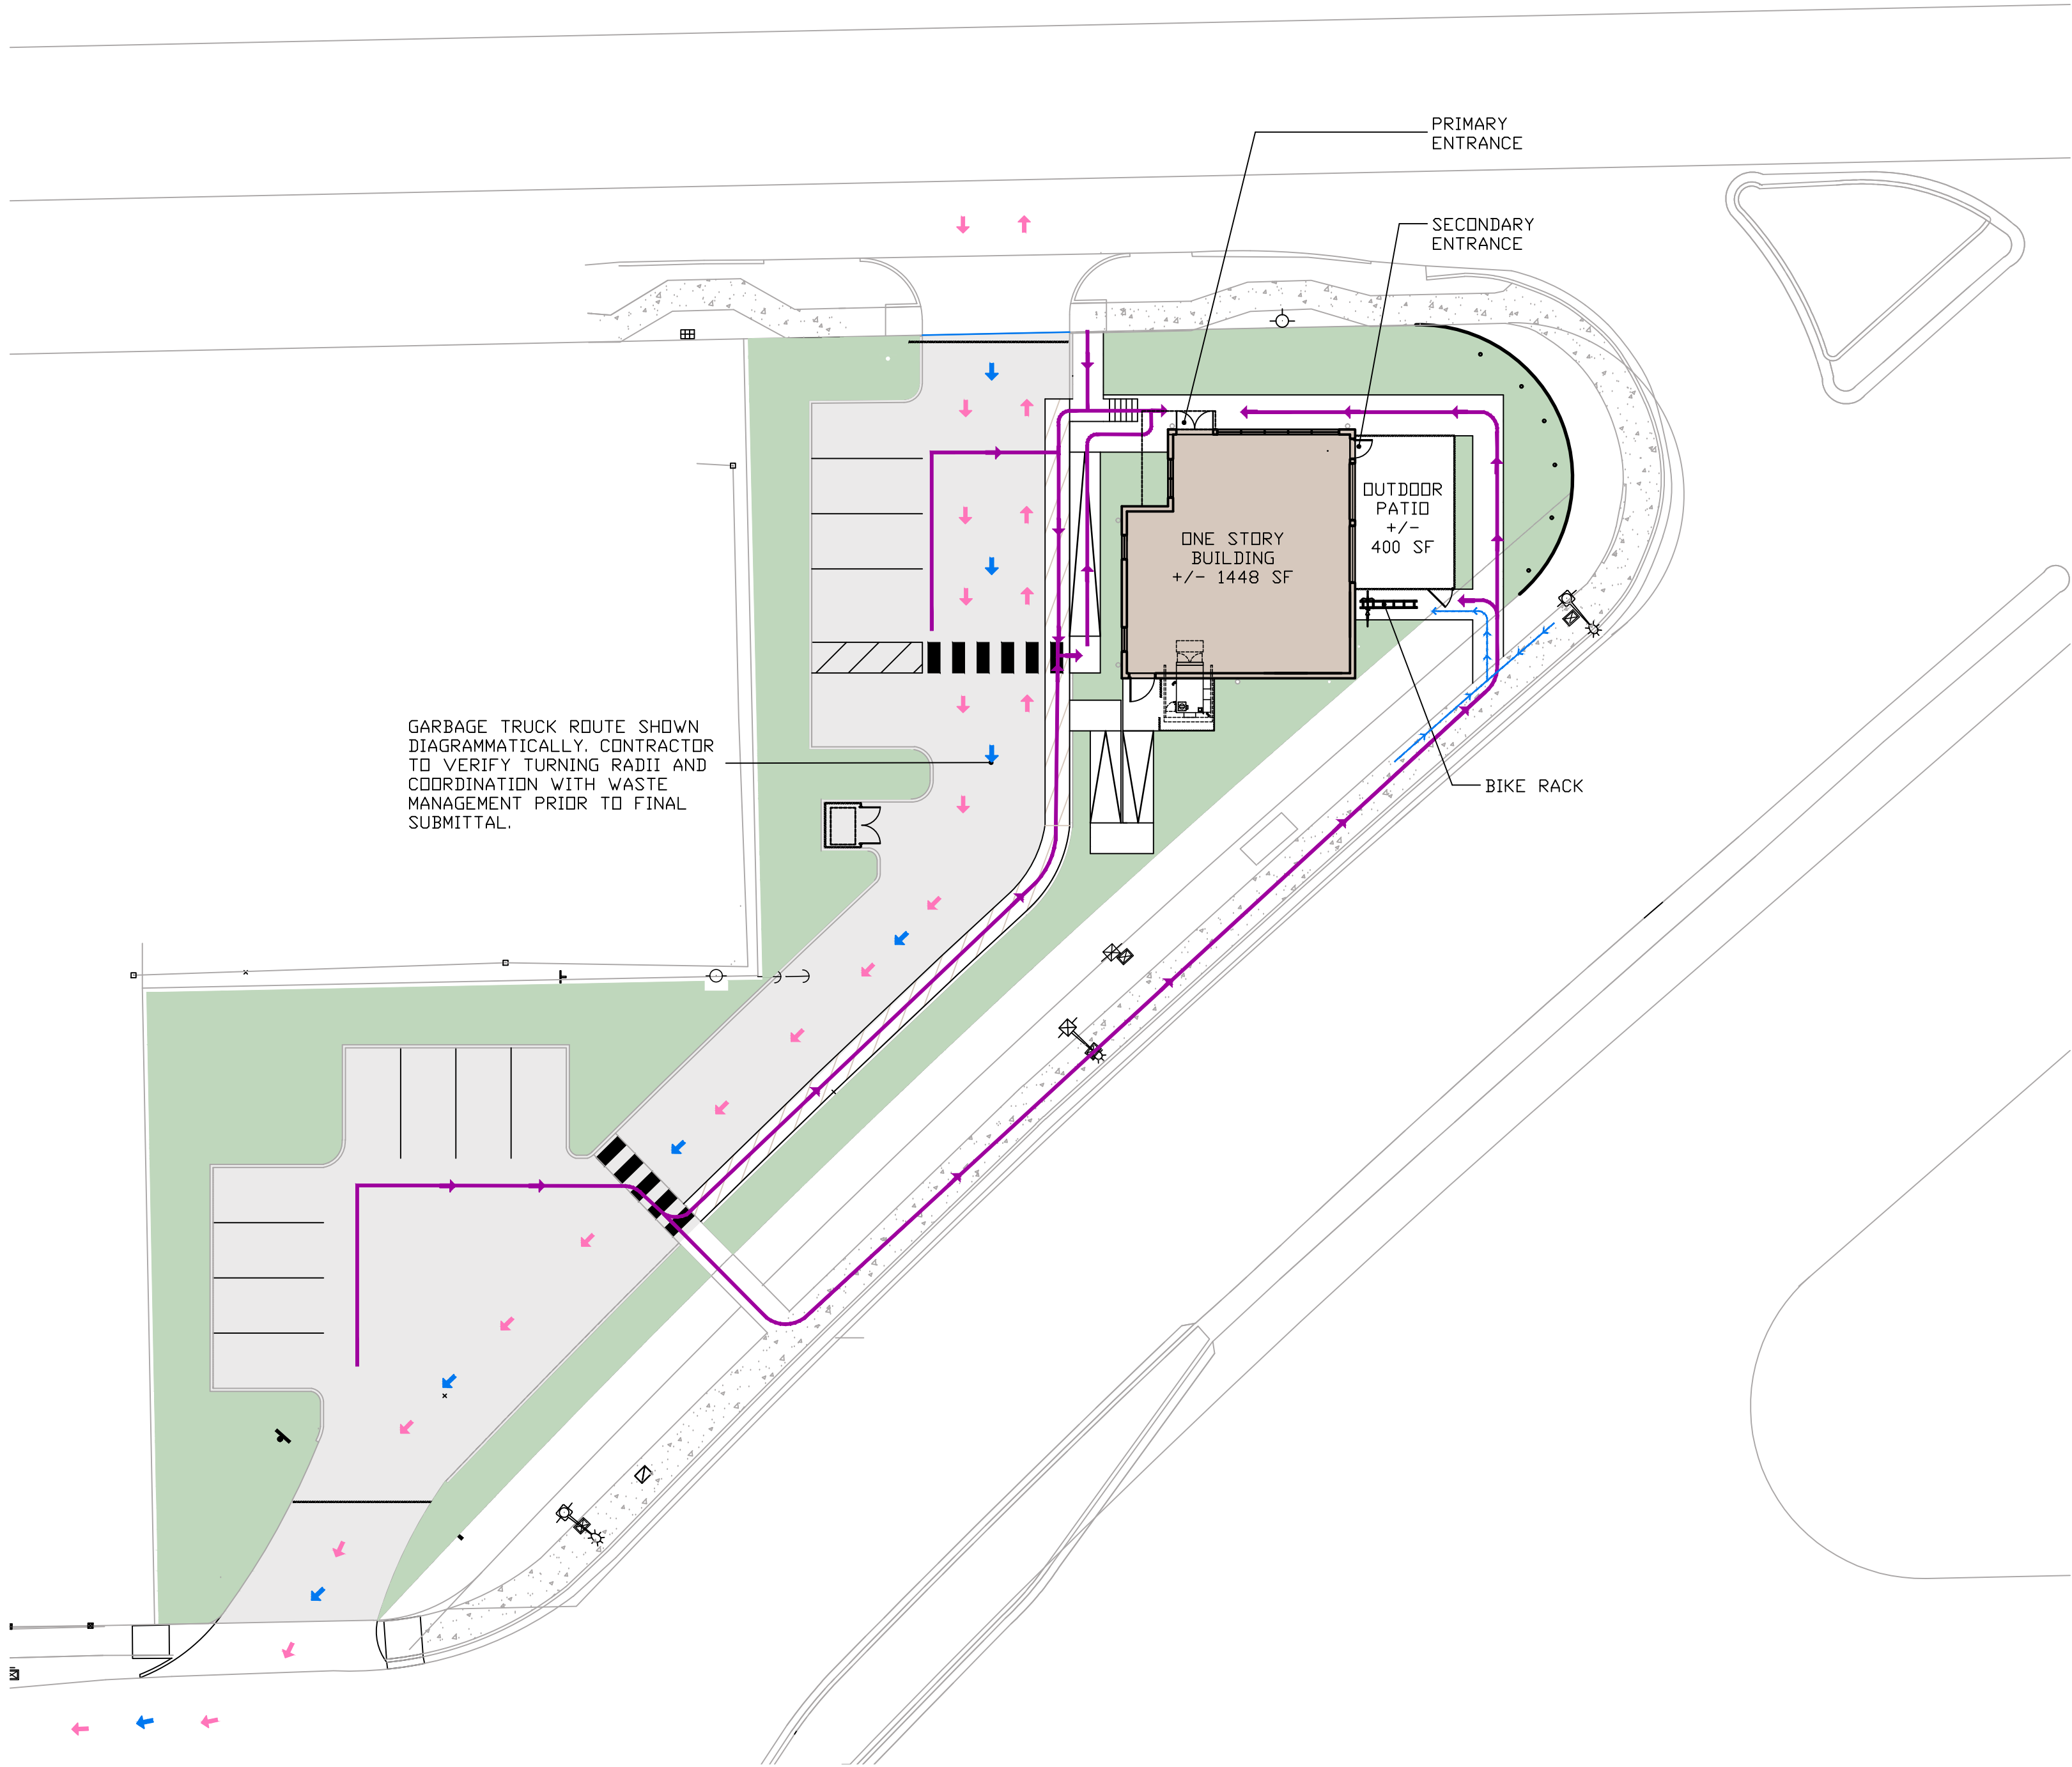 PRIMARY
ENTRANCE
SECONDARY
ENTRANCE
OUTDOOR
PATIO
+/-
400 SF
ONE STORY
BUILDING
+/- 1448 SF
GARBAGE TRUCK ROUTE SHOWN
DIAGRAMMATICALLY. CONTRACTOR
TO VERIFY TURNING RADII AND
COORDINATION WITH WASTE
MANAGEMENT PRIOR TO FINAL
SUBMITTAL.
BIKE RACK